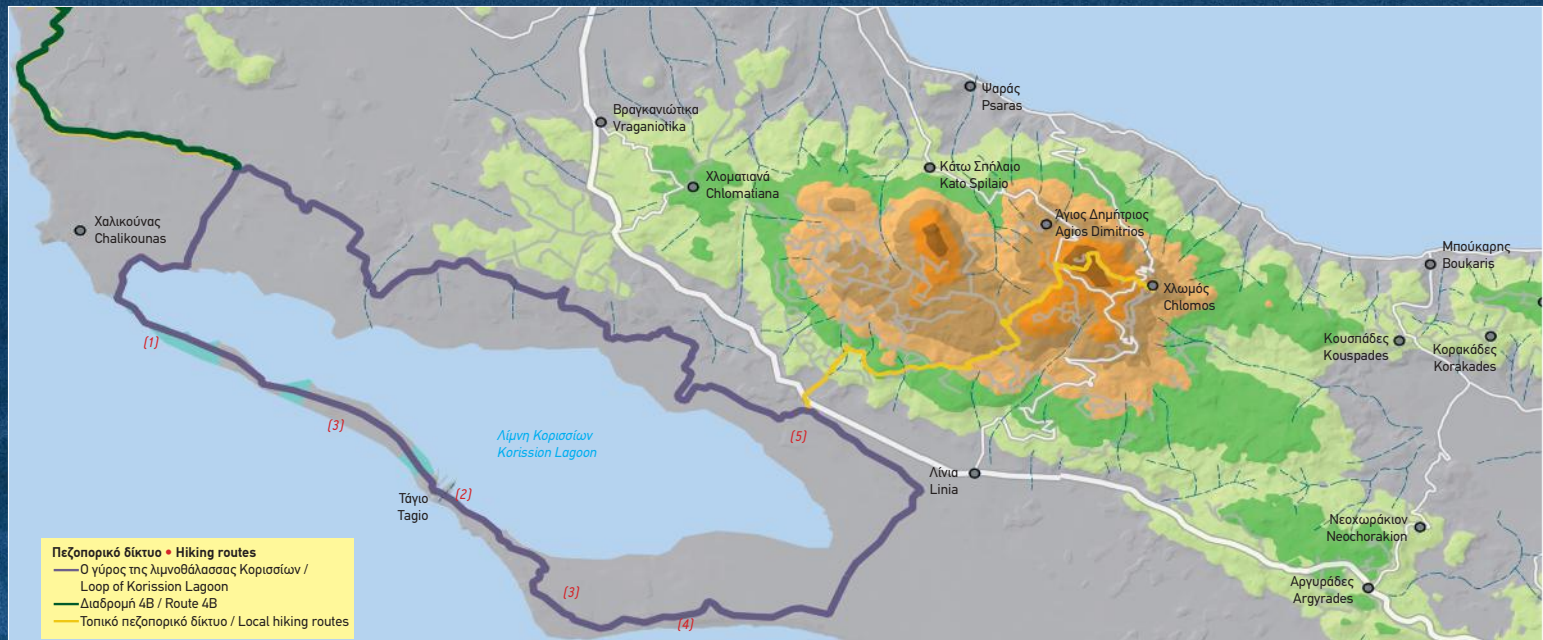 Ψαράς
Psaras
Βραγκανιώτικα
Vraganiotika
Κάτω Σπήλαιο
Kato Spilaio
Χλοματιανά
Chlomatiana
Χαλικούνας
Chalikounas
Άγιος Δημήτριος
Agios Dimitrios
Μπούκαρης
Boukaris
Χλωμός
Chlomos
(1)
Κουσπάδες
Kouspades
Κορακάδες
Korakades
(3)
Λίμνη Κορισσίων
Korission Lagoon
(5)
Λίνια
Linia
Τάγιο
Tagio
(2)
Νεοχωράκιον
Neochorakion
Αργυράδες
Argyrades
(3)
(4)
Πεζοπορικό δίκτυο • Hiking routes
Ο γύρος της λιμνοθάλασσας Κορισσίων /
Loop of Korission Lagoon
Διαδρομή 4Β / Route 4B
Τοπικό πεζοπορικό δίκτυο / Local hiking routes